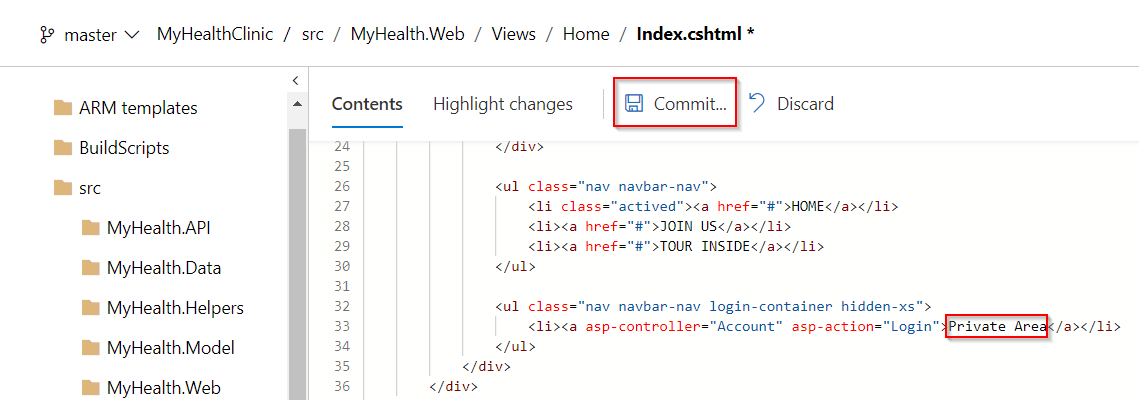 master MyHealthClinic / src / MyHealth.Web / Views / Home / Index.cshtml *
ARM templates
BuildScripts
src
MyHealth.API
MyHealth.Data
MyHealth.Helpers
MyHealth.Model
MyHealth.Web
Contents Highlight changes Commit... Discard
24 </div>
25
26 <ul class="nav navbar-nav">
27 <li class="actived"><a href="#">HOME</a></li>
28 <li><a href="#">JOIN US</a></li>
29 <li><a href="#">TOUR INSIDE</a></li>
30 </ul>
31
32 <ul class="nav navbar-nav login-container hidden-xs">
33 <li><a asp-controller="Account" asp-action="Login">Private Area</a></li>
34 </ul>
35 </div>
36 </div>